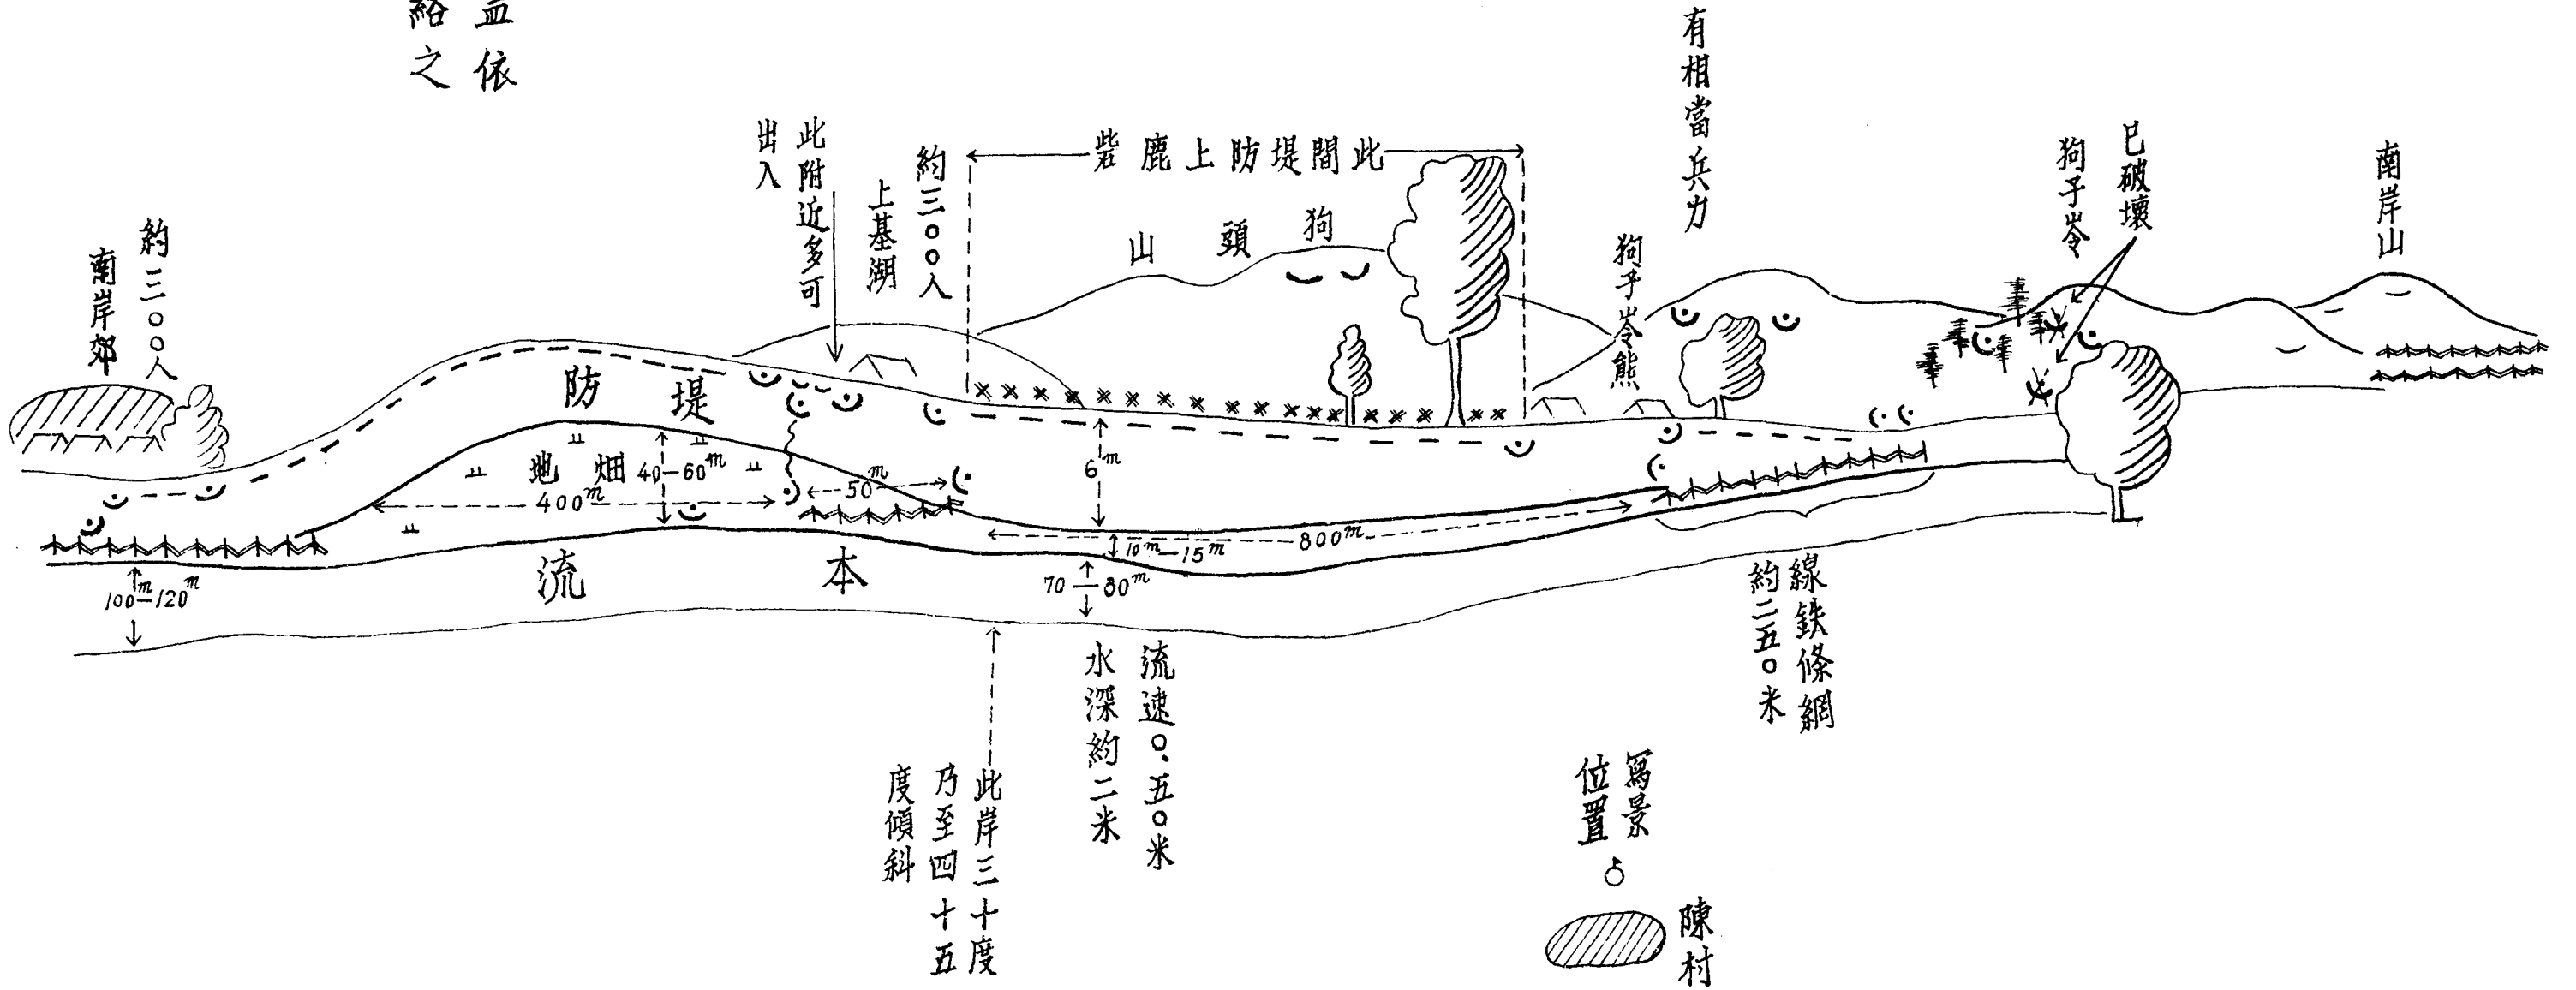 盃依
絡之
南岸山
已破壞
狗子岺
有相當兵力
狗子岺熊
此間堤防上鹿砦
狗頭山
約三〇〇人
上基湖
此附近多可
出入
約三〇〇人
南岸郊
堤防
畑地
40—60m
400m
50m
6m
800m
10m—15m
70—80m
100m—120m
本流
線鉄條網
約二五〇米
流速〇.五〇米
水深約二米
此岸三十度
乃至四十五
度傾斜
寫景
位置
陳村